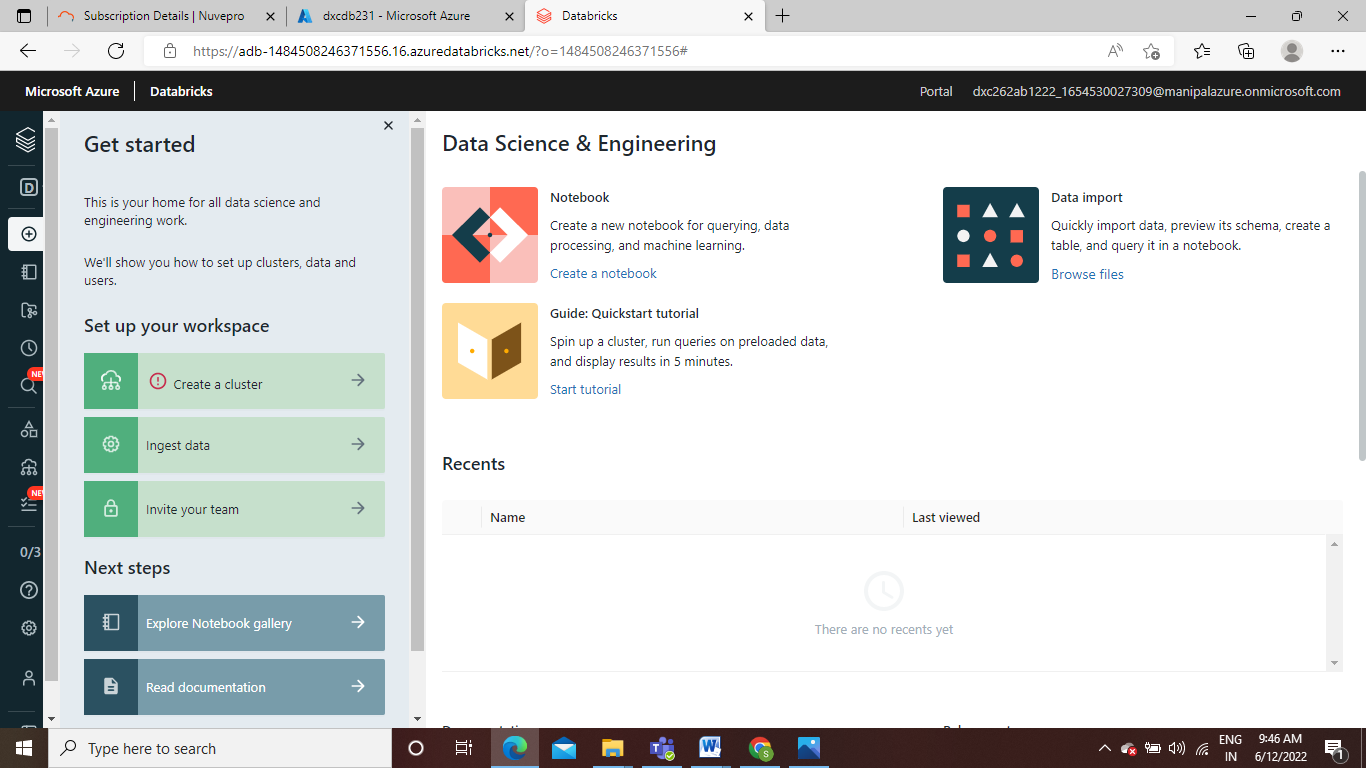 Subscription Details | Nuvepro
dxcdb231 - Microsoft Azure
Databricks
https://adb-1484508246371556.16.azuredatabricks.net/?o=1484508246371556#
Microsoft Azure
Databricks
Portal
dxc262ab1222_1654530027309@manipalazure.onmicrosoft.com
D
NEW
NEW
0/3
Get started
This is your home for all data science and
engineering work.
We'll show you how to set up clusters, data and
users.
Set up your workspace
Create a cluster
Ingest data
Invite your team
Next steps
Explore Notebook gallery
Read documentation
Data Science & Engineering
Notebook
Create a new notebook for querying, data
processing, and machine learning.
Create a notebook
Data import
Quickly import data, preview its schema, create a
table, and query it in a notebook.
Browse files
Guide: Quickstart tutorial
Spin up a cluster, run queries on preloaded data,
and display results in 5 minutes.
Start tutorial
Recents
Name
Last viewed
There are no recents yet
Type here to search
ENG
IN
9:46 AM
6/12/2022
1